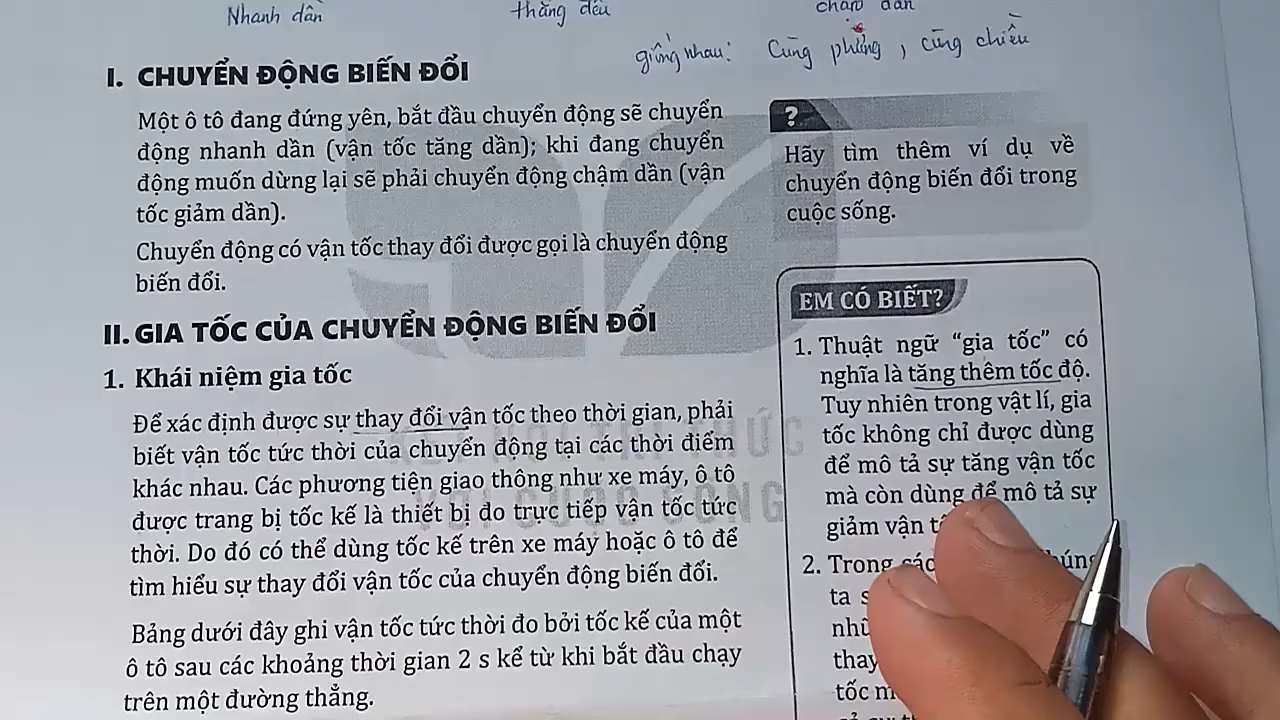 Nhanh dần
thẳng đều
chậm dần
giống nhau: Cùng phương, cùng chiều
I. CHUYỂN ĐỘNG BIẾN ĐỔI
Một ô tô đang đứng yên, bắt đầu chuyển động sẽ chuyển
động nhanh dần (vận tốc tăng dần); khi đang chuyển
động muốn dừng lại sẽ phải chuyển động chậm dần (vận
tốc giảm dần).
Chuyển động có vận tốc thay đổi được gọi là chuyển động
biến đổi.
?
Hãy tìm thêm ví dụ về
chuyển động biến đổi trong
cuộc sống.
II. GIA TỐC CỦA CHUYỂN ĐỘNG BIẾN ĐỔI
1. Khái niệm gia tốc
Để xác định được sự thay đổi vận tốc theo thời gian, phải
biết vận tốc tức thời của chuyển động tại các thời điểm
khác nhau. Các phương tiện giao thông như xe máy, ô tô
được trang bị tốc kế là thiết bị đo trực tiếp vận tốc tức
thời. Do đó có thể dùng tốc kế trên xe máy hoặc ô tô để
tìm hiểu sự thay đổi vận tốc của chuyển động biến đổi.
Bảng dưới đây ghi vận tốc tức thời đo bởi tốc kế của một
ô tô sau các khoảng thời gian 2 s kể từ khi bắt đầu chạy
trên một đường thẳng.
EM CÓ BIẾT?
1. Thuật ngữ “gia tốc” có
nghĩa là tăng thêm tốc độ.
Tuy nhiên trong vật lí, gia
tốc không chỉ được dùng
để mô tả sự tăng vận tốc
mà còn dùng để mô tả sự
giảm vận
2. Trong các
ta
thay
tốc